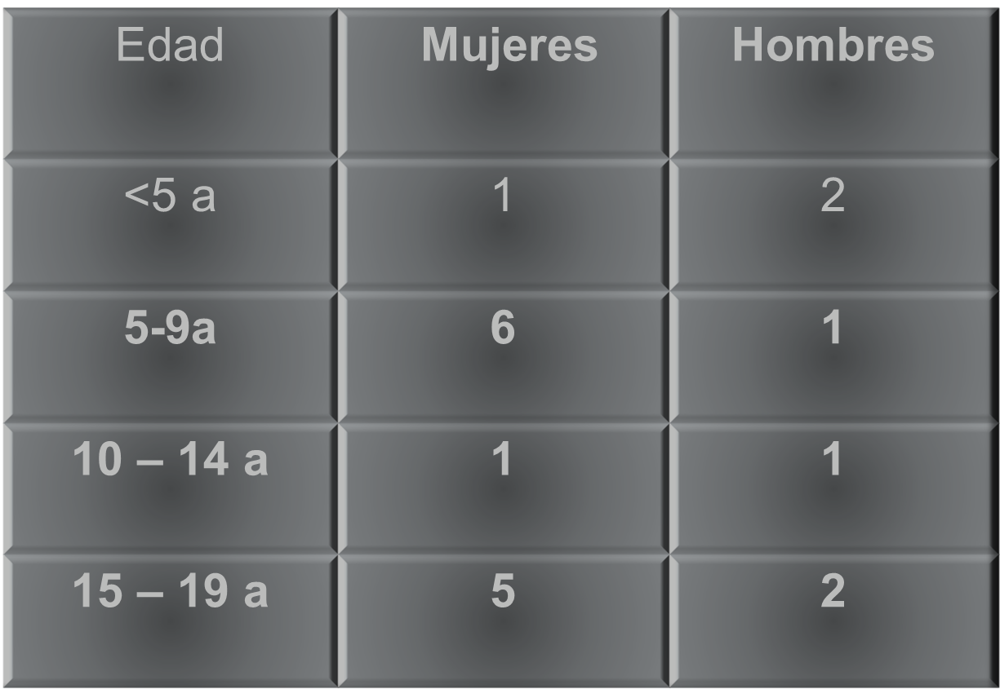 Edad Mujeres Hombres
<5 a 1 2
5-9a 6 1
10 – 14 a 1 1
15 – 19 a 5 2